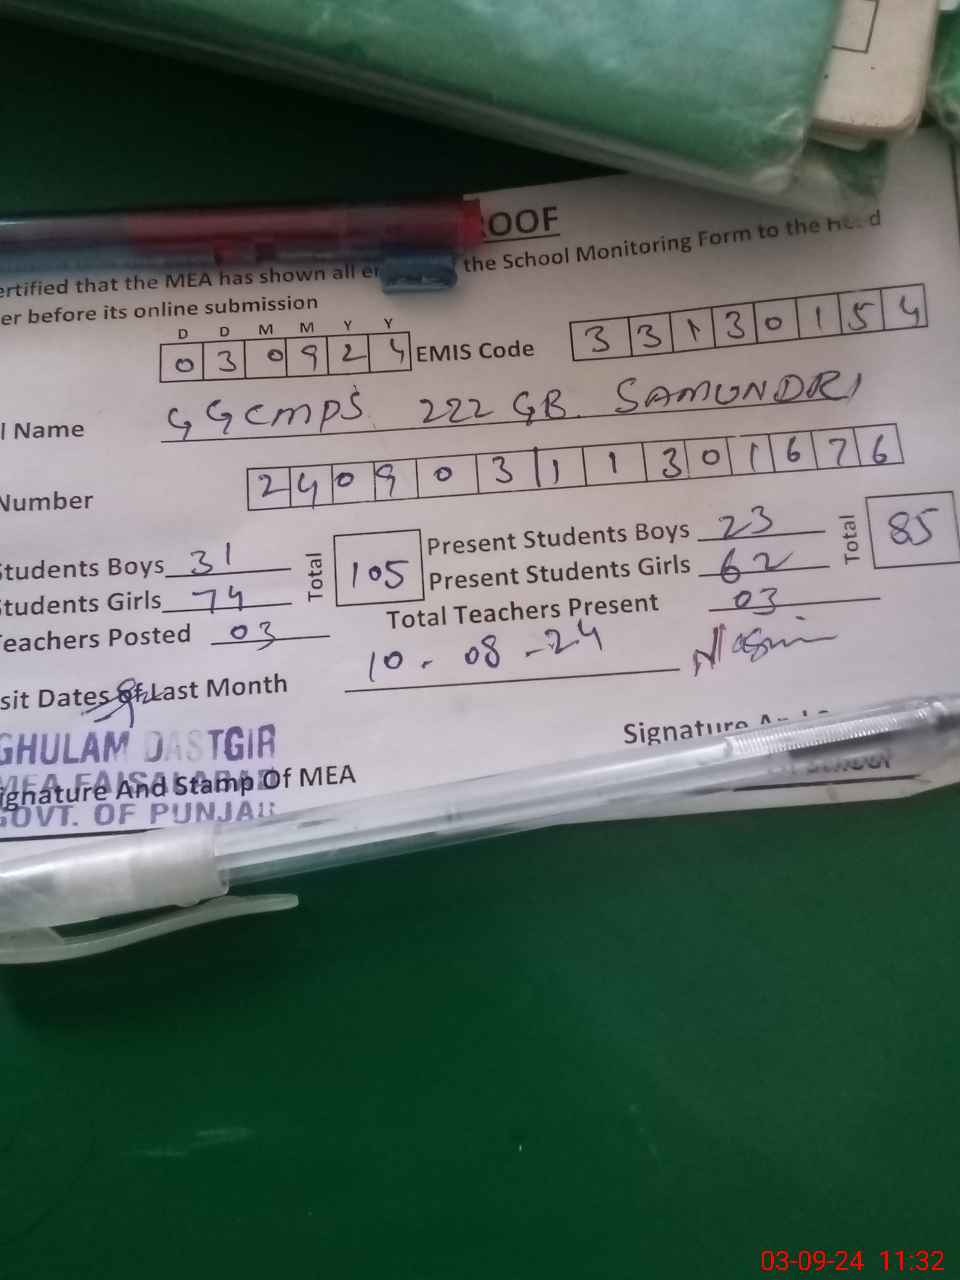 OOF
ertified that the MEA has shown all the School Monitoring Form to the
er before its online submission
D D M M Y Y
0 3 0 9 2 4 EMIS Code 3 3 1 3 0 1 5 4
l Name GGCMPS 222 GB. SAMUNDRI
Number 2 4 0 9 0 3 1 1 3 0 1 6 7 6
Students Boys 31 Total 105 Present Students Boys 23 Total 85
Students Girls 74 Present Students Girls 62
Teachers Posted 03 Total Teachers Present 03
sit Dates of Last Month 10-08-24
GHULAM DASTGIR
MEA FAISALABAD
ignature And Stamp Of MEA
GOVT. OF PUNJAB
Signature
03-09-24 11:32